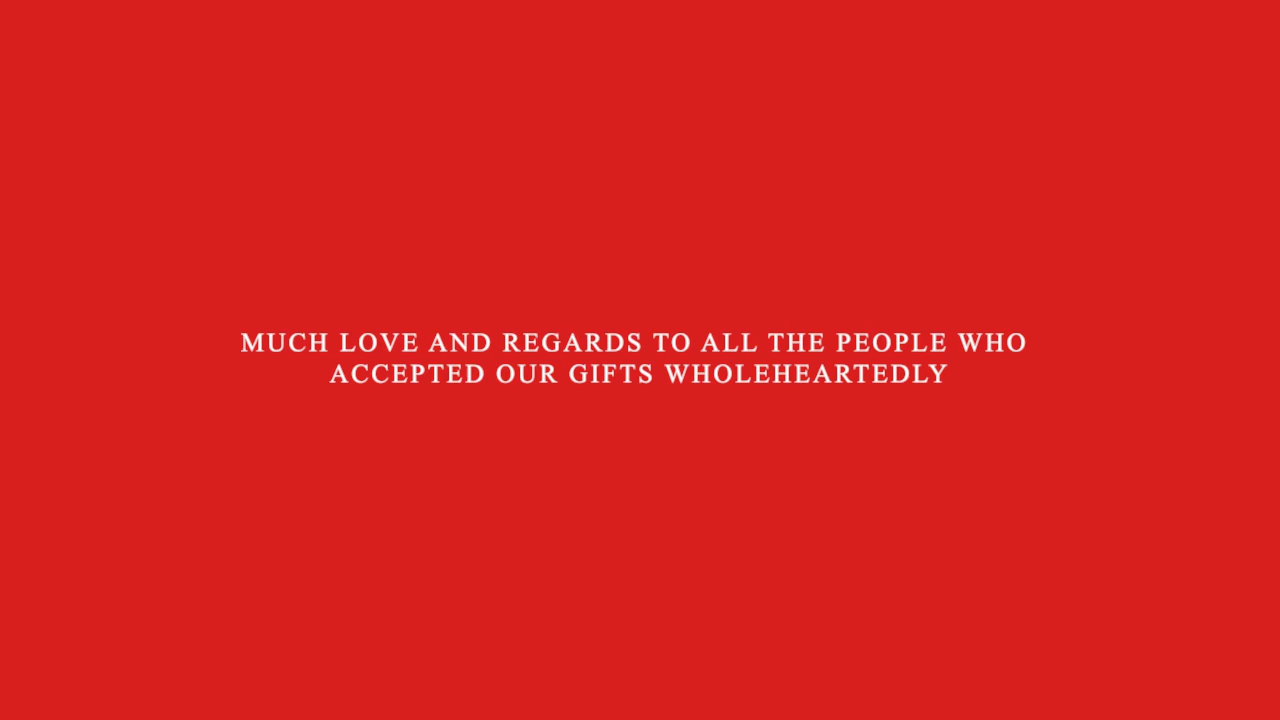 MUCH LOVE AND REGARDS TO ALL THE PEOPLE WHO
ACCEPTED OUR GIFTS WHOLEHEARTEDLY